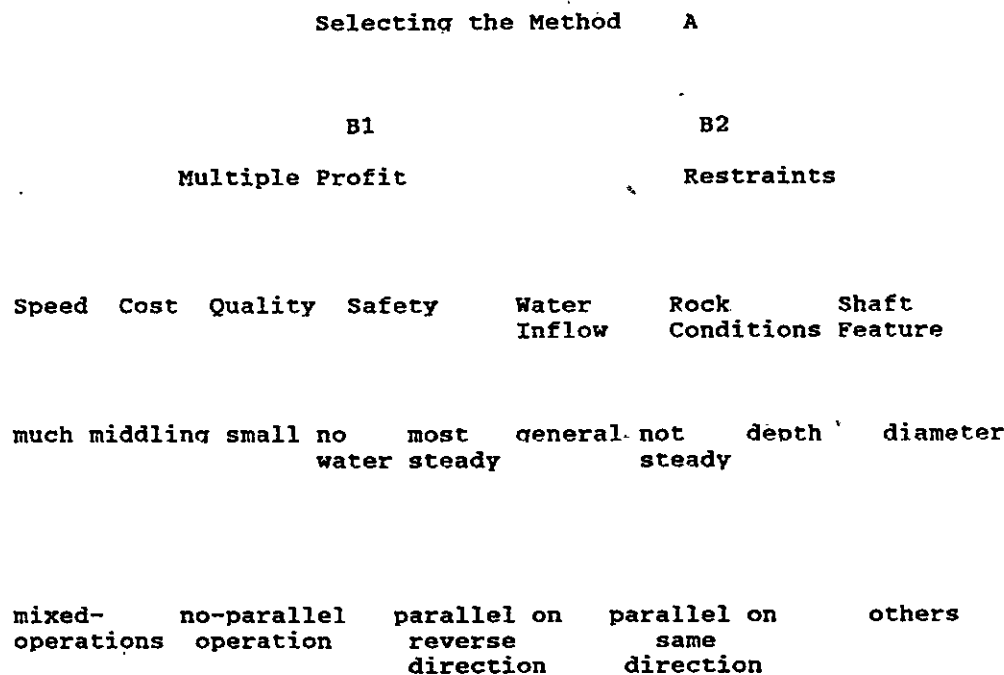 Selecting the Method A
B1 B2
Multiple Profit Restraints
Speed Cost Quality Safety Water Rock Shaft
Inflow Conditions Feature
much middling small no most general not depth diameter
water steady steady
mixed- no-parallel parallel on parallel on others
operations operation reverse same
direction direction